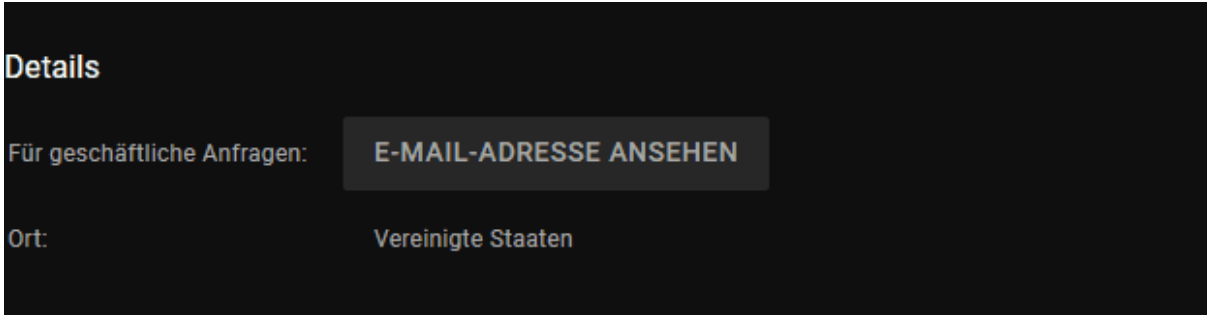 Details
Für geschäftliche Anfragen: E-MAIL-ADRESSE ANSEHEN
Ort: Vereinigte Staaten